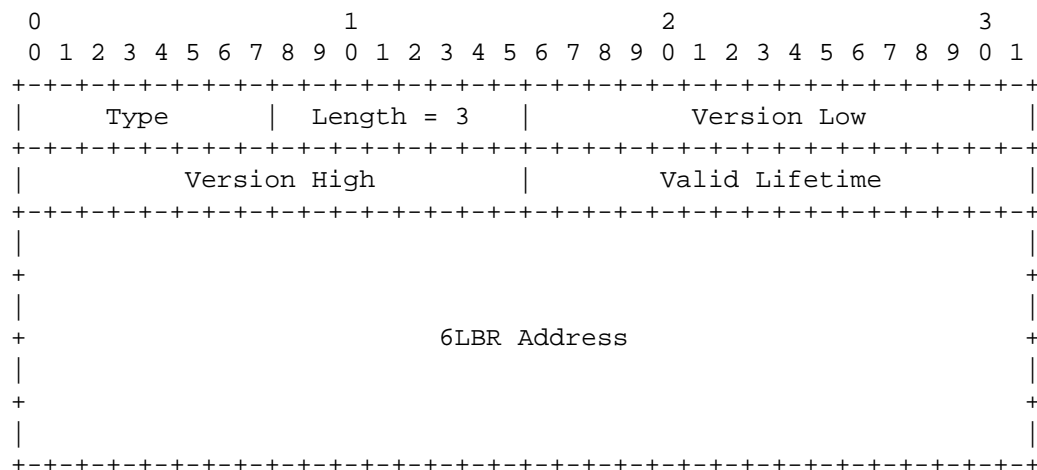 0                   1                   2                   3
 0 1 2 3 4 5 6 7 8 9 0 1 2 3 4 5 6 7 8 9 0 1 2 3 4 5 6 7 8 9 0 1
+-+-+-+-+-+-+-+-+-+-+-+-+-+-+-+-+-+-+-+-+-+-+-+-+-+-+-+-+-+-+-+-+
|     Type      |  Length = 3   |          Version Low          |
+-+-+-+-+-+-+-+-+-+-+-+-+-+-+-+-+-+-+-+-+-+-+-+-+-+-+-+-+-+-+-+-+
|          Version High         |        Valid Lifetime         |
+-+-+-+-+-+-+-+-+-+-+-+-+-+-+-+-+-+-+-+-+-+-+-+-+-+-+-+-+-+-+-+-+
|                                                               |
+                                                               +
|                                                               |
+                          6LBR Address                         +
|                                                               |
+                                                               +
|                                                               |
+-+-+-+-+-+-+-+-+-+-+-+-+-+-+-+-+-+-+-+-+-+-+-+-+-+-+-+-+-+-+-+-+